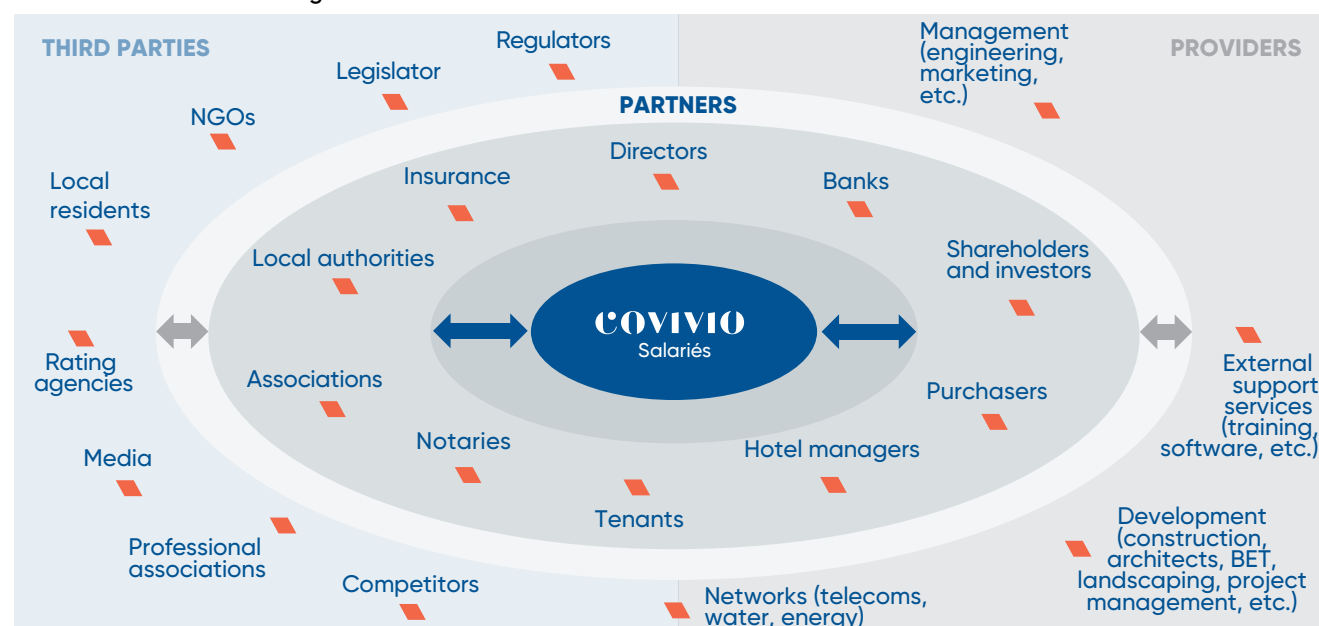 THIRD PARTIES
PROVIDERS
Regulators
Legislator
NGOs
Local
residents
Rating
agencies
Media
Professional
associations
Competitors
Management
(engineering,
marketing,
etc.)
PARTNERS
Directors
Insurance
Banks
Local authorities
Shareholders
and investors
COVIVIO
Salariés
Associations
Purchasers
Notaries
Hotel managers
Tenants
External
support
services
(training,
software, etc.)
Development
(construction,
architects, BET,
landscaping, project
management, etc.)
Networks (telecoms,
water, energy)